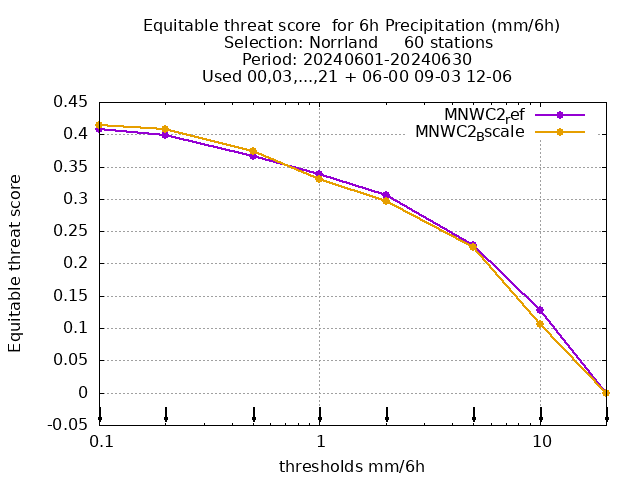 Equitable threat score  for 6h Precipitation (mm/6h)
Selection: Norrland     60 stations
Period: 20240601-20240630
Used 00,03,...,21 + 06-00 09-03 12-06
MNWC2ref
MNWC2Bscale
Equitable threat score
0.45
0.4
0.35
0.3
0.25
0.2
0.15
0.1
0.05
0
-0.05
0.1 1 10
thresholds mm/6h